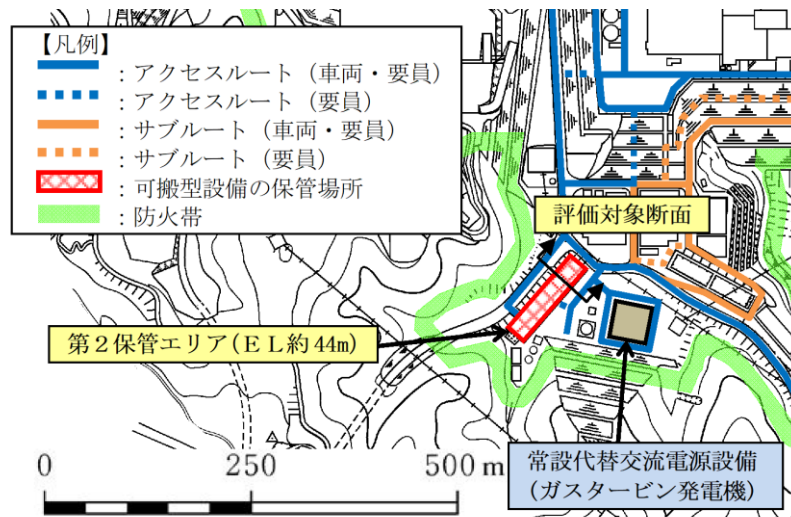 【凡例】
：アクセスルート（車両・要員）
：アクセスルート（要員）
：サブルート（車両・要員）
：サブルート（要員）
：可搬型設備の保管場所
：防火帯
評価対象断面
第２保管エリア(ＥＬ約44m)
常設代替交流電源設備
(ガスタービン発電機)
0 250 500 m